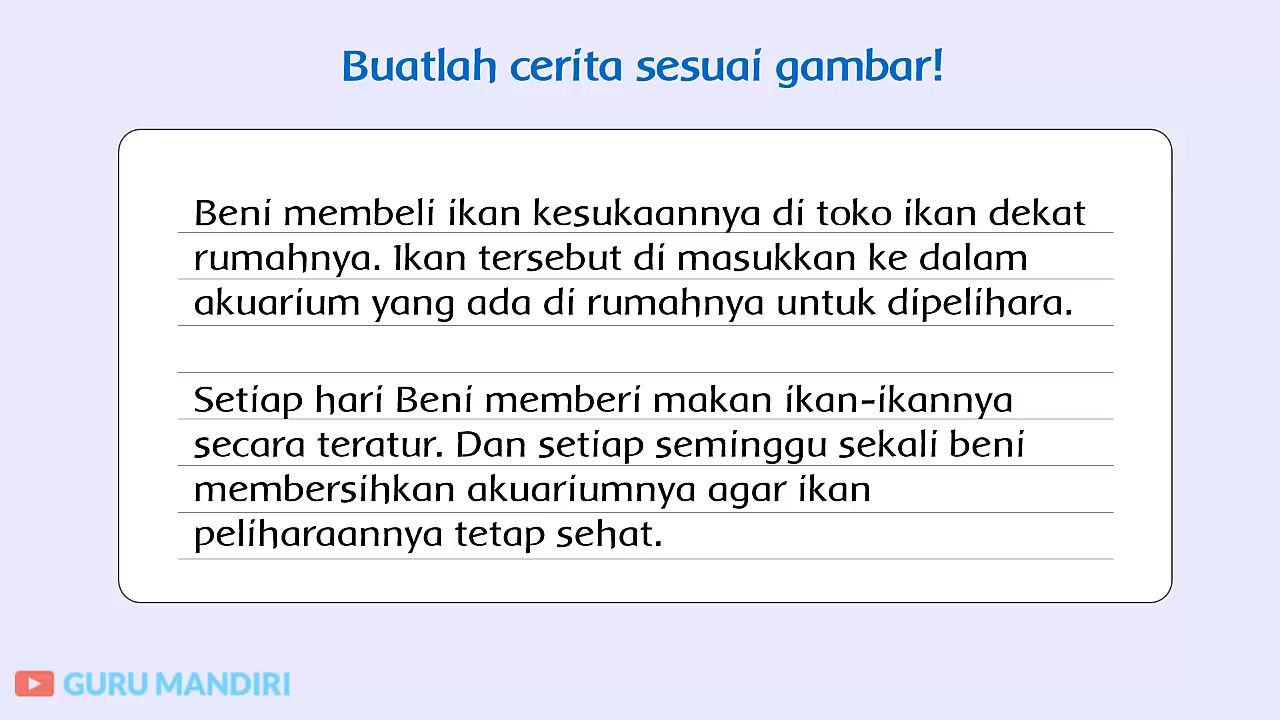 Buatlah cerita sesuai gambar!
Beni membeli ikan kesukaannya di toko ikan dekat
rumahnya. Ikan tersebut di masukkan ke dalam
akuarium yang ada di rumahnya untuk dipelihara.
Setiap hari Beni memberi makan ikan-ikannya
secara teratur. Dan setiap seminggu sekali beni
membersihkan akuariumnya agar ikan
peliharaannya tetap sehat.
GURU MANDIRI